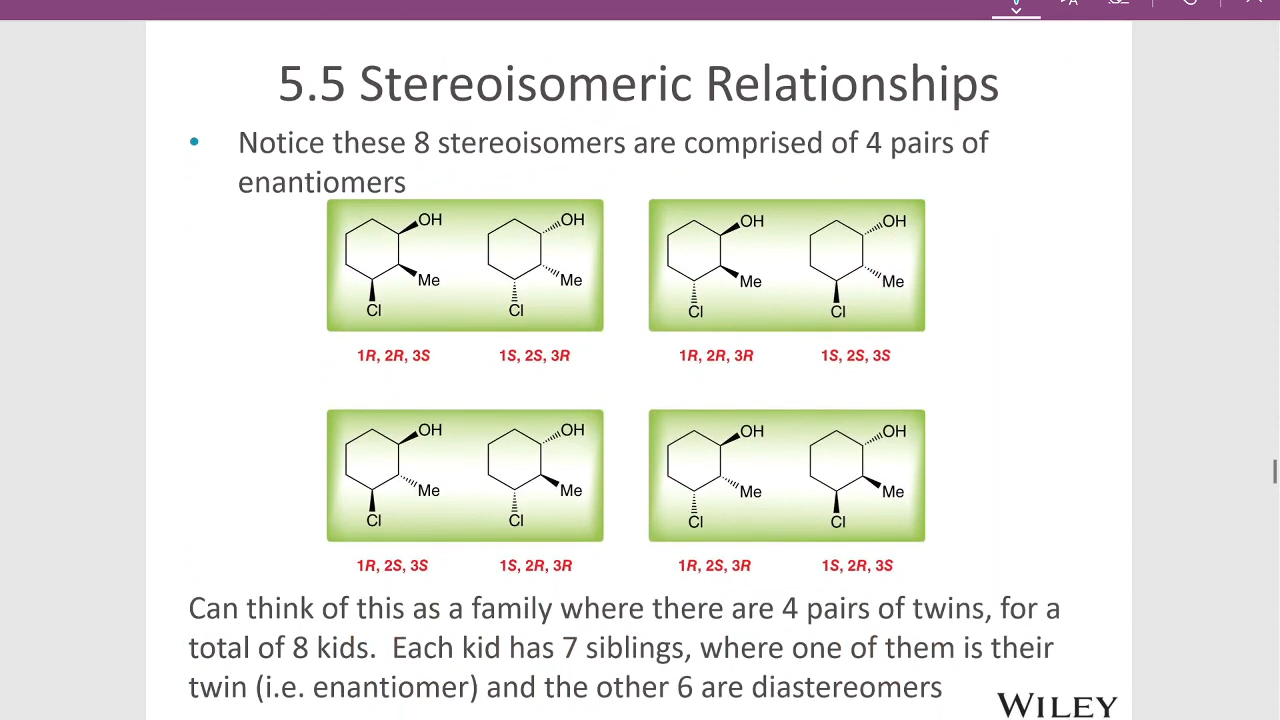 5.5 Stereoisomeric Relationships
• Notice these 8 stereoisomers are comprised of 4 pairs of
enantiomers
OH OH OH OH
Me Me Me Me
Cl Cl Cl Cl
1R, 2R, 3S 1S, 2S, 3R 1R, 2R, 3R 1S, 2S, 3S
OH OH OH OH
Me Me Me Me
Cl Cl Cl Cl
1R, 2S, 3S 1S, 2R, 3R 1R, 2S, 3R 1S, 2R, 3S
Can think of this as a family where there are 4 pairs of twins, for a
total of 8 kids. Each kid has 7 siblings, where one of them is their
twin (i.e. enantiomer) and the other 6 are diastereomers
WILEY